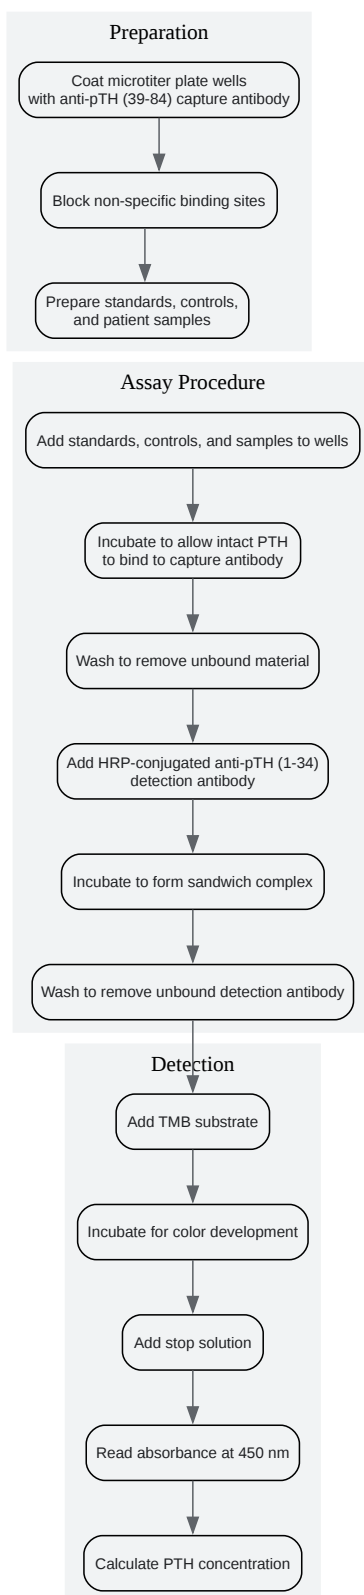 Preparation
Coat microtiter plate wells
with anti-pTH (39-84) capture antibody
Block non-specific binding sites
Prepare standards, controls,
and patient samples
Assay Procedure
Add standards, controls, and samples to wells
Incubate to allow intact PTH
to bind to capture antibody
Wash to remove unbound material
Add HRP-conjugated anti-pTH (1-34)
detection antibody
Incubate to form sandwich complex
Wash to remove unbound detection antibody
Detection
Add TMB substrate
Incubate for color development
Add stop solution
Read absorbance at 450 nm
Calculate PTH concentration